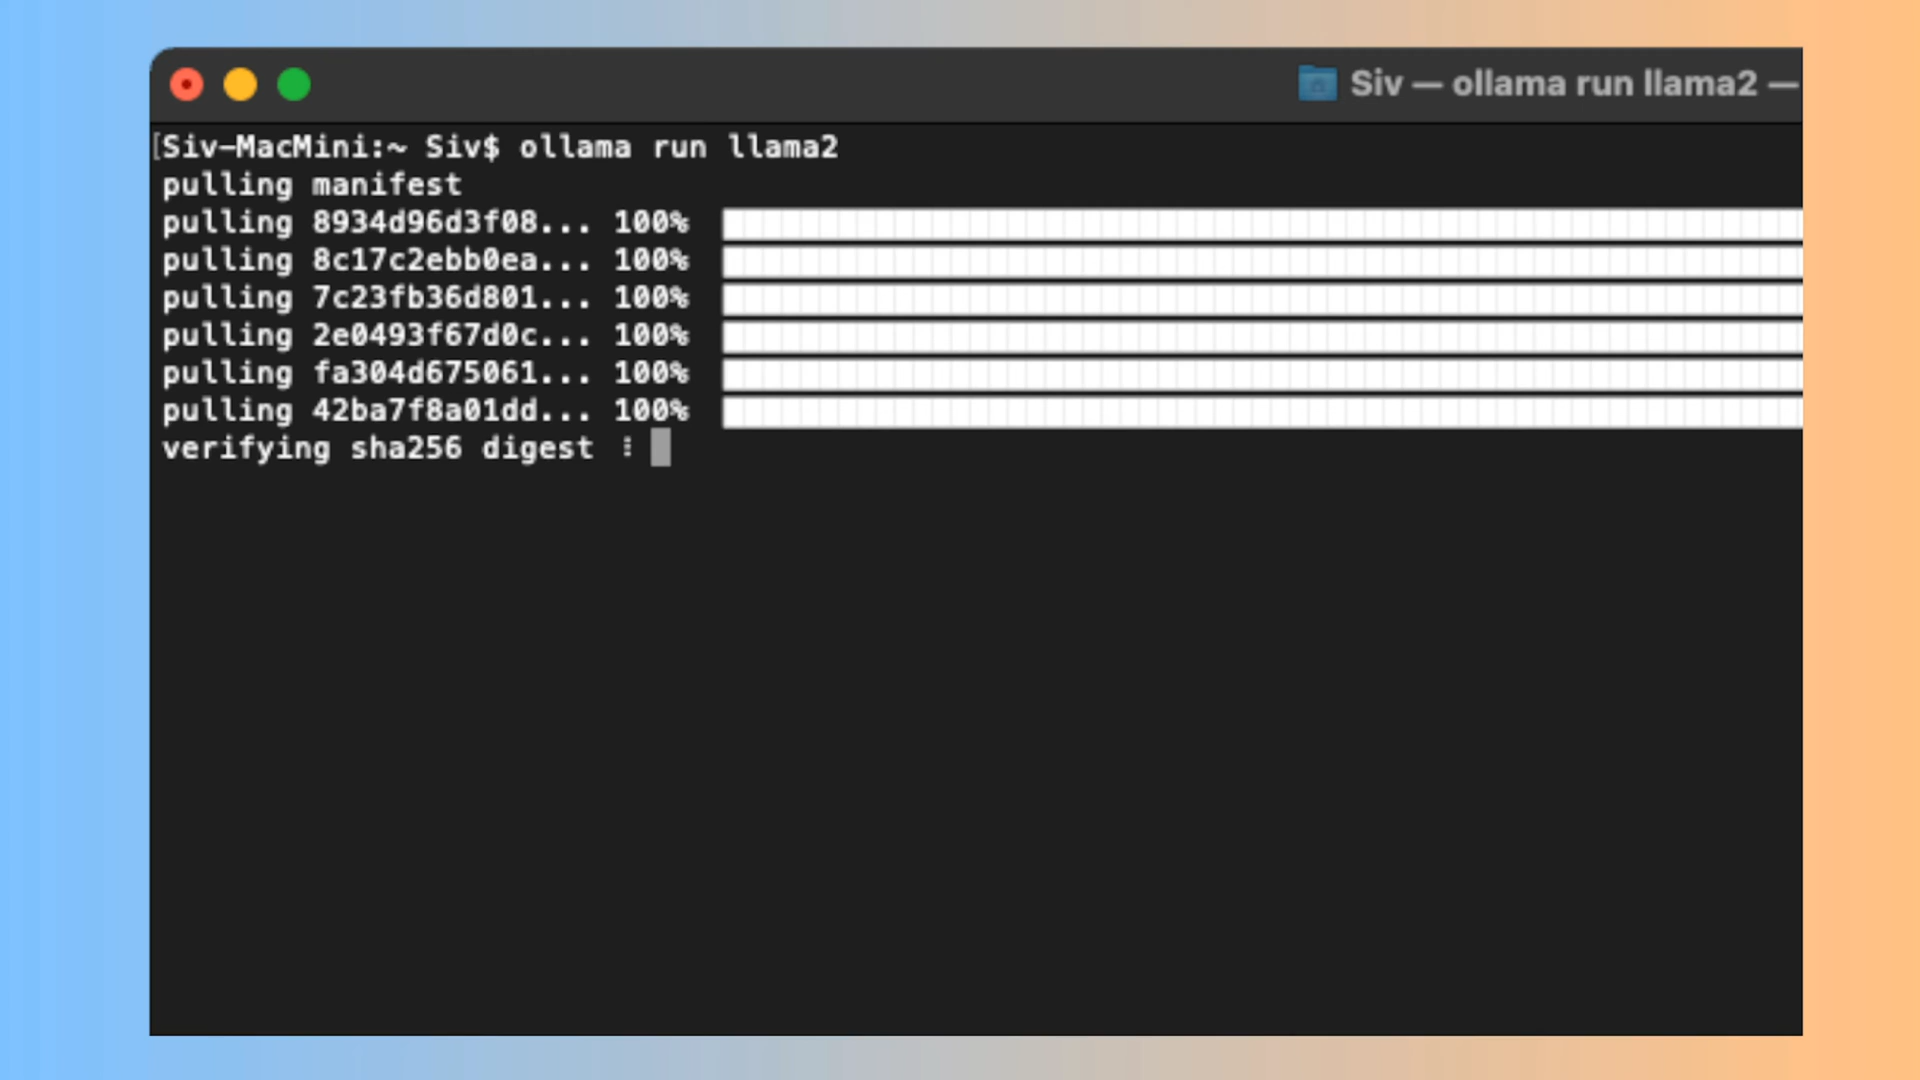 Siv — ollama run llama2 —
[Siv-MacMini:~ Siv$ ollama run llama2
pulling manifest
pulling 8934d96d3f08... 100%
pulling 8c17c2ebb0ea... 100%
pulling 7c23fb36d801... 100%
pulling 2e0493f67d0c... 100%
pulling fa304d675061... 100%
pulling 42ba7f8a01dd... 100%
verifying sha256 digest ⠸